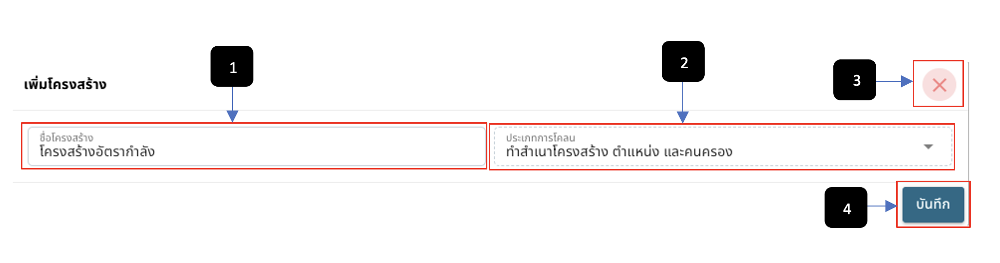 1
2
3
เพิ่มโครงสร้าง
ชื่อโครงสร้าง
โครงสร้างอัตรากำลัง
ประเภทการโคลน
ทำสำเนาโครงสร้าง ตำแหน่ง และคนครอง
4
บันทึก